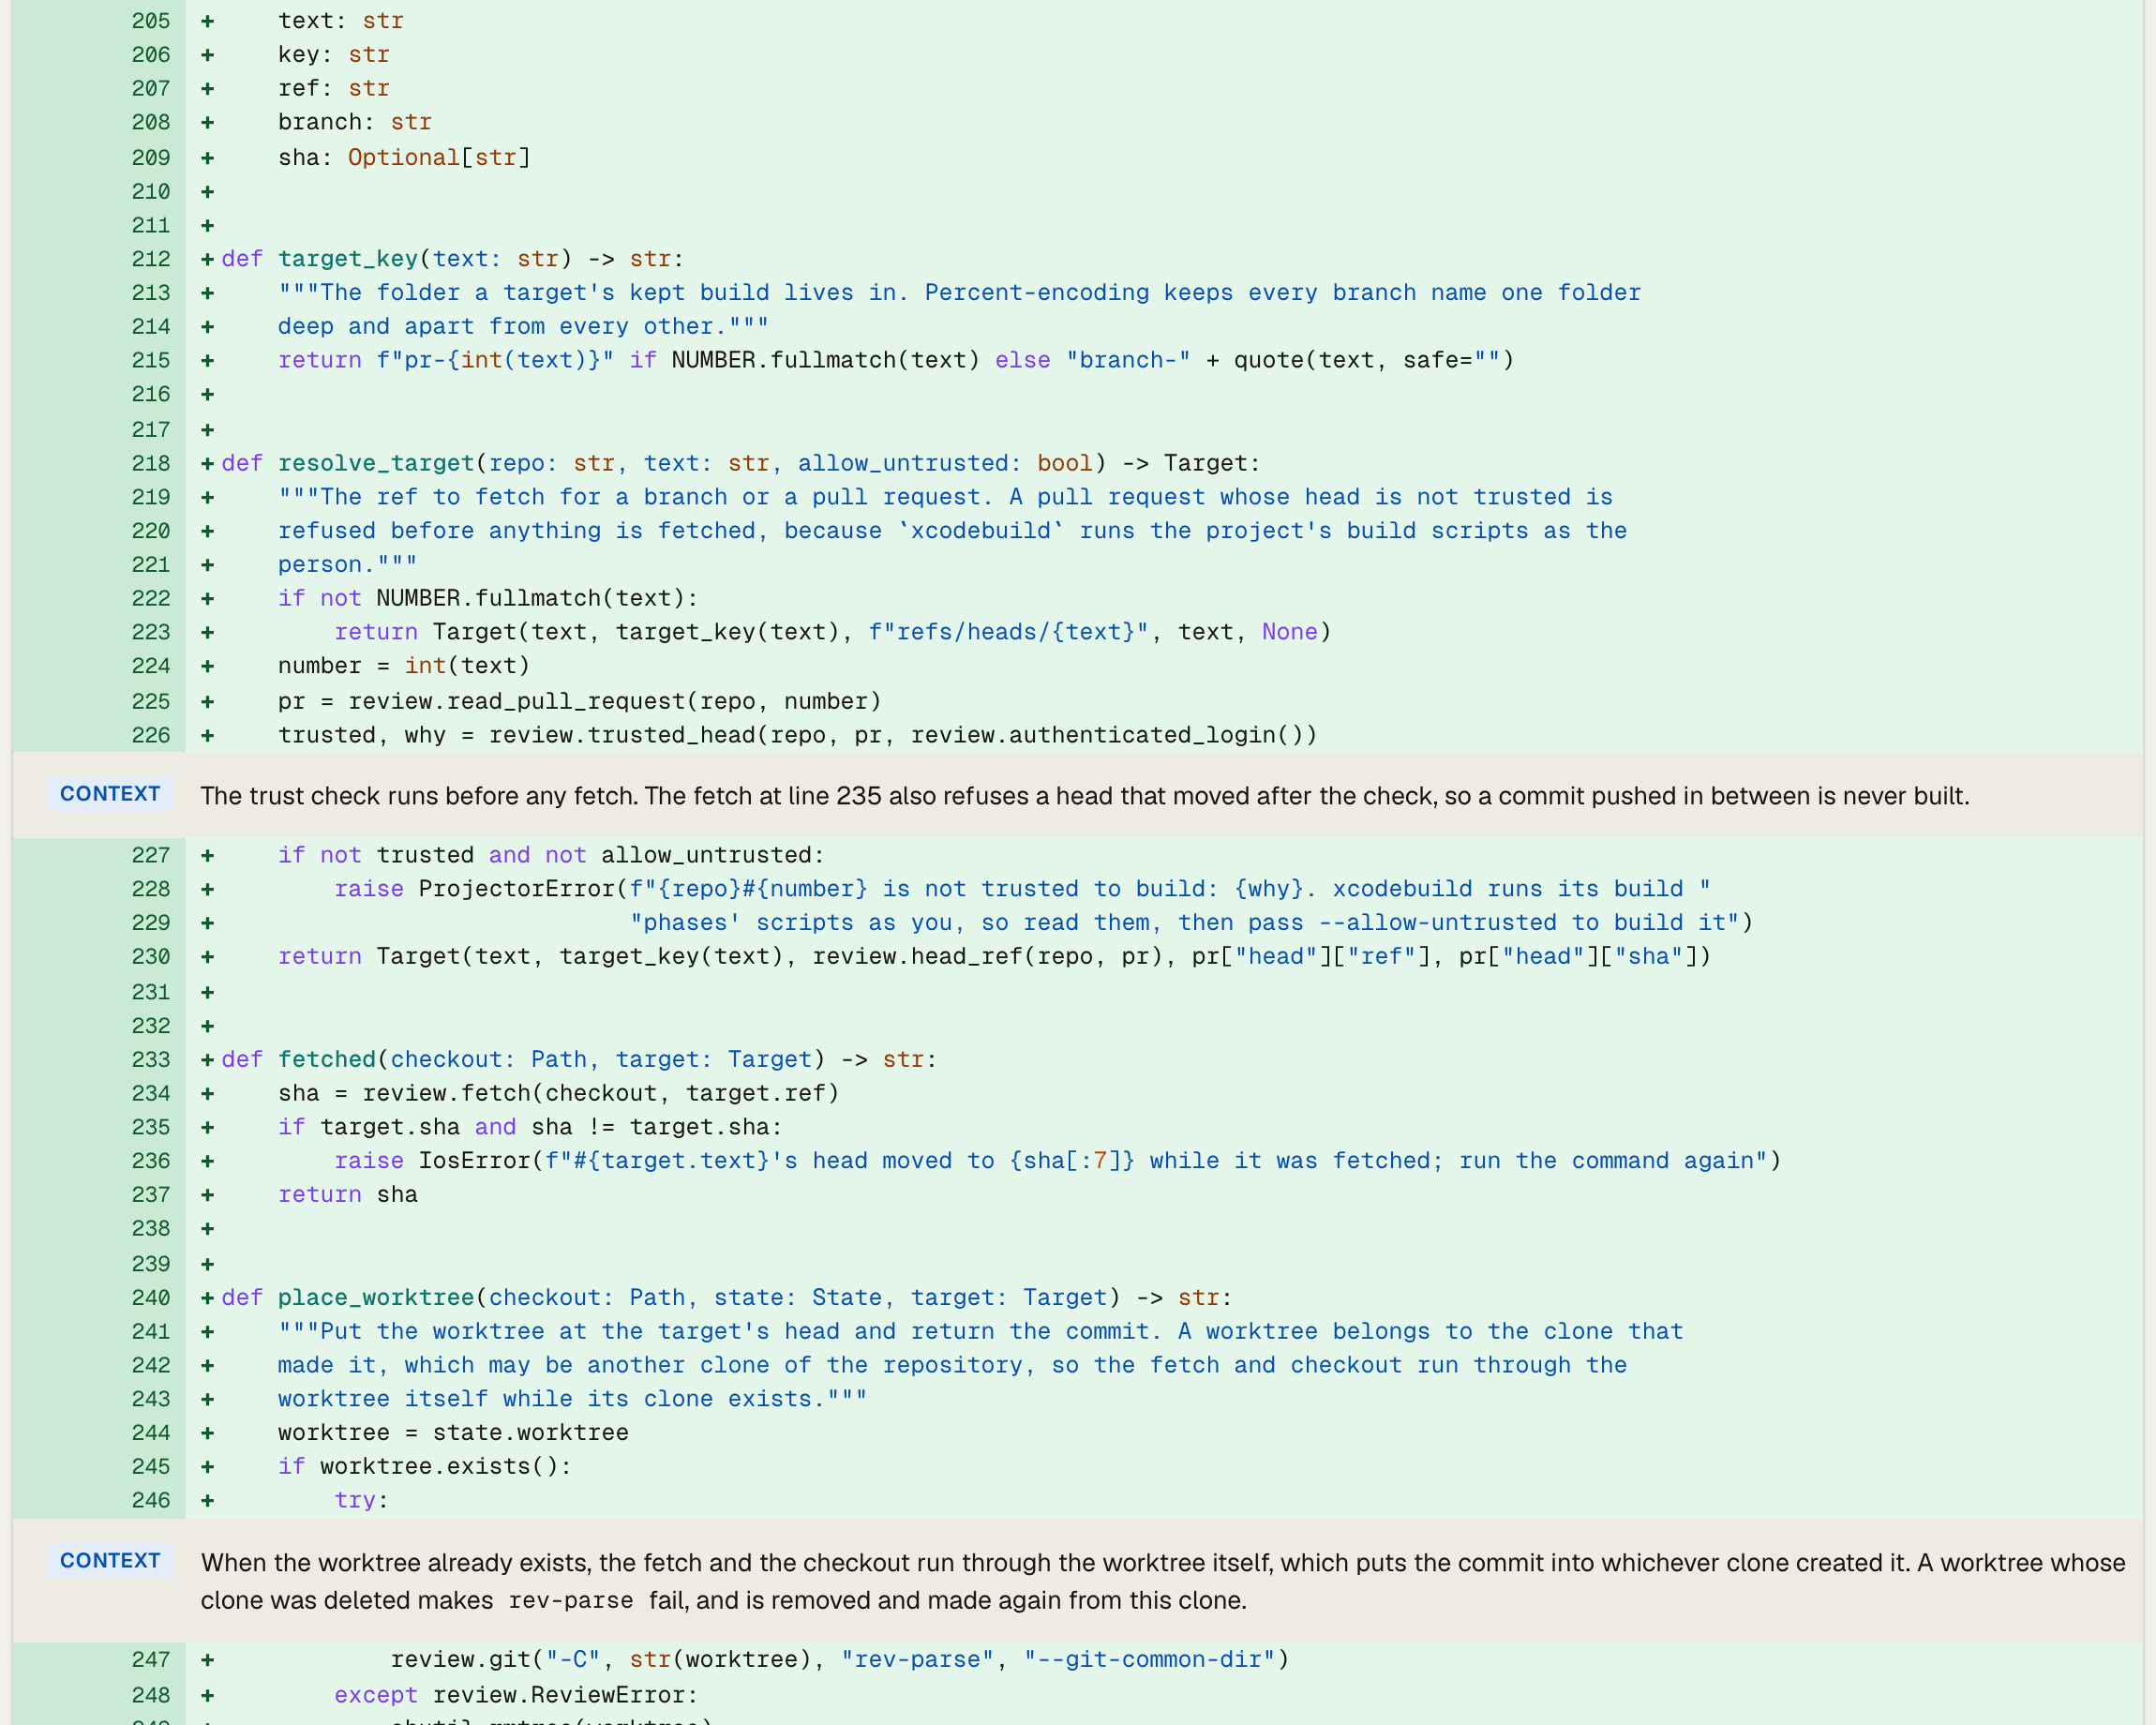 205 + text: str
206 + key: str
207 + ref: str
208 + branch: str
209 + sha: Optional[str]
210 +
211 +
212 + def target_key(text: str) -> str:
213 + """The folder a target's kept build lives in. Percent-encoding keeps every branch name one folder
214 + deep and apart from every other."""
215 + return f"pr-{int(text)}" if NUMBER.fullmatch(text) else "branch-" + quote(text, safe="")
216 +
217 +
218 + def resolve_target(repo: str, text: str, allow_untrusted: bool) -> Target:
219 + """The ref to fetch for a branch or a pull request. A pull request whose head is not trusted is
220 + refused before anything is fetched, because `xcodebuild` runs the project's build scripts as the
221 + person."""
222 + if not NUMBER.fullmatch(text):
223 + return Target(text, target_key(text), f"refs/heads/{text}", text, None)
224 + number = int(text)
225 + pr = review.read_pull_request(repo, number)
226 + trusted, why = review.trusted_head(repo, pr, review.authenticated_login())
CONTEXT The trust check runs before any fetch. The fetch at line 235 also refuses a head that moved after the check, so a commit pushed in between is never built.
227 + if not trusted and not allow_untrusted:
228 + raise ProjectorError(f"{repo}#{number} is not trusted to build: {why}. xcodebuild runs its build "
229 + "phases' scripts as you, so read them, then pass --allow-untrusted to build it")
230 + return Target(text, target_key(text), review.head_ref(repo, pr), pr["head"]["ref"], pr["head"]["sha"])
231 +
232 +
233 + def fetched(checkout: Path, target: Target) -> str:
234 + sha = review.fetch(checkout, target.ref)
235 + if target.sha and sha != target.sha:
236 + raise IosError(f"#{target.text}'s head moved to {sha[:7]} while it was fetched; run the command again")
237 + return sha
238 +
239 +
240 + def place_worktree(checkout: Path, state: State, target: Target) -> str:
241 + """Put the worktree at the target's head and return the commit. A worktree belongs to the clone that
242 + made it, which may be another clone of the repository, so the fetch and checkout run through the
243 + worktree itself while its clone exists."""
244 + worktree = state.worktree
245 + if worktree.exists():
246 + try:
CONTEXT When the worktree already exists, the fetch and the checkout run through the worktree itself, which puts the commit into whichever clone created it. A worktree whose
clone was deleted makes rev-parse fail, and is removed and made again from this clone.
247 + review.git("-C", str(worktree), "rev-parse", "--git-common-dir")
248 + except review.ReviewError: